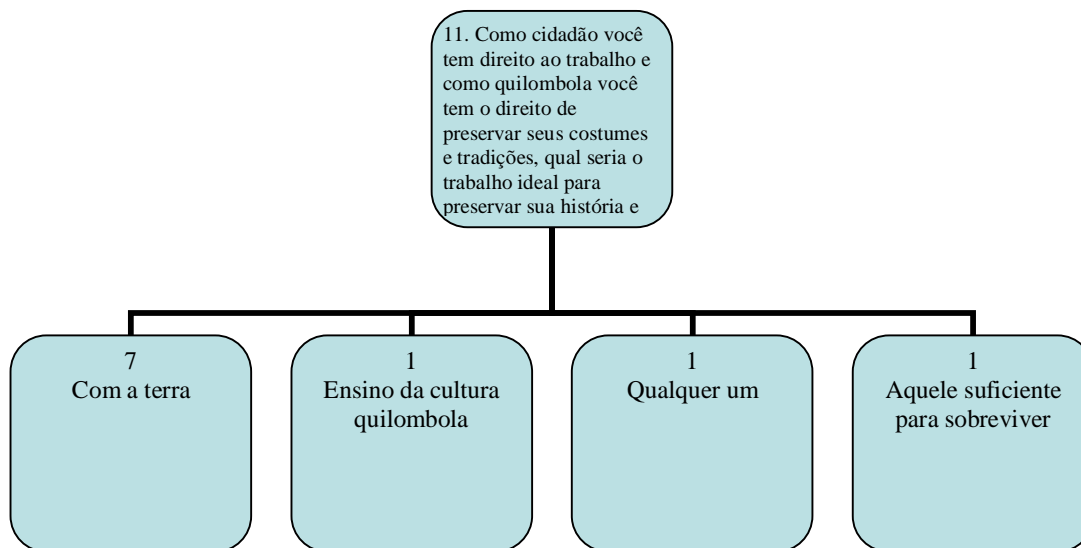 11. Como cidadão você
tem direito ao trabalho e
como quilombola você
tem o direito de
preservar seus costumes
e tradições, qual seria o
trabalho ideal para
preservar sua história e
7
Com a terra
1
Ensino da cultura
quilombola
1
Qualquer um
1
Aquele suficiente
para sobreviver